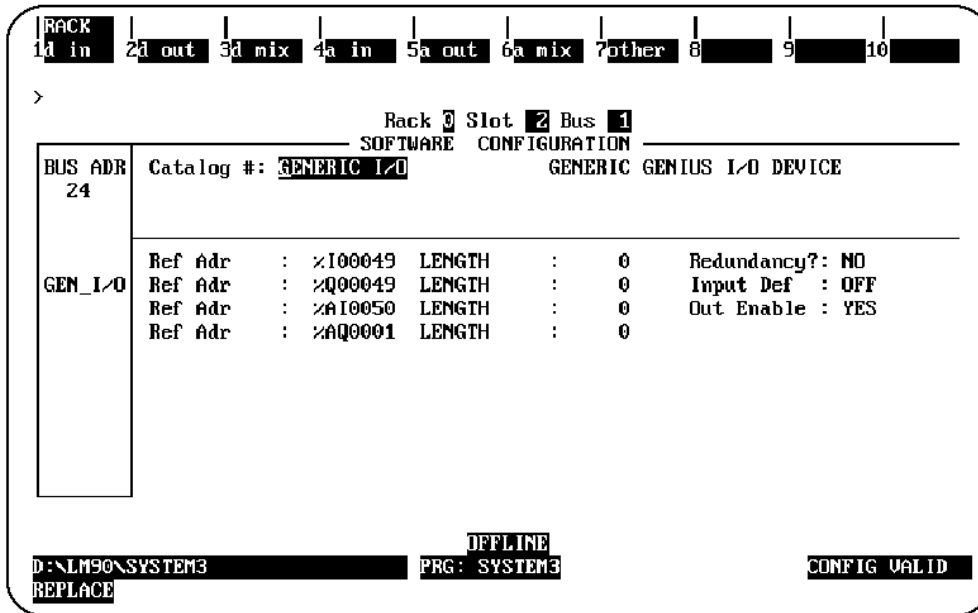 RACK
1d in 2d out 3d mix 4a in 5a out 6a mix 7other 8 9 10
>
Rack 0 Slot 2 Bus 1
SOFTWARE CONFIGURATION
BUS ADR Catalog #: GENERIC I/O GENERIC GENIUS I/O DEVICE
24
Ref Adr : %I00049 LENGTH : 0 Redundancy?: NO
GEN_I/O Ref Adr : %Q00049 LENGTH : 0 Input Def : OFF
Ref Adr : %AI0050 LENGTH : 0 Out Enable : YES
Ref Adr : %AQ0001 LENGTH : 0
OFFLINE
D:\LM90\SYSTEM3 PRG: SYSTEM3 CONFIG VALID
REPLACE